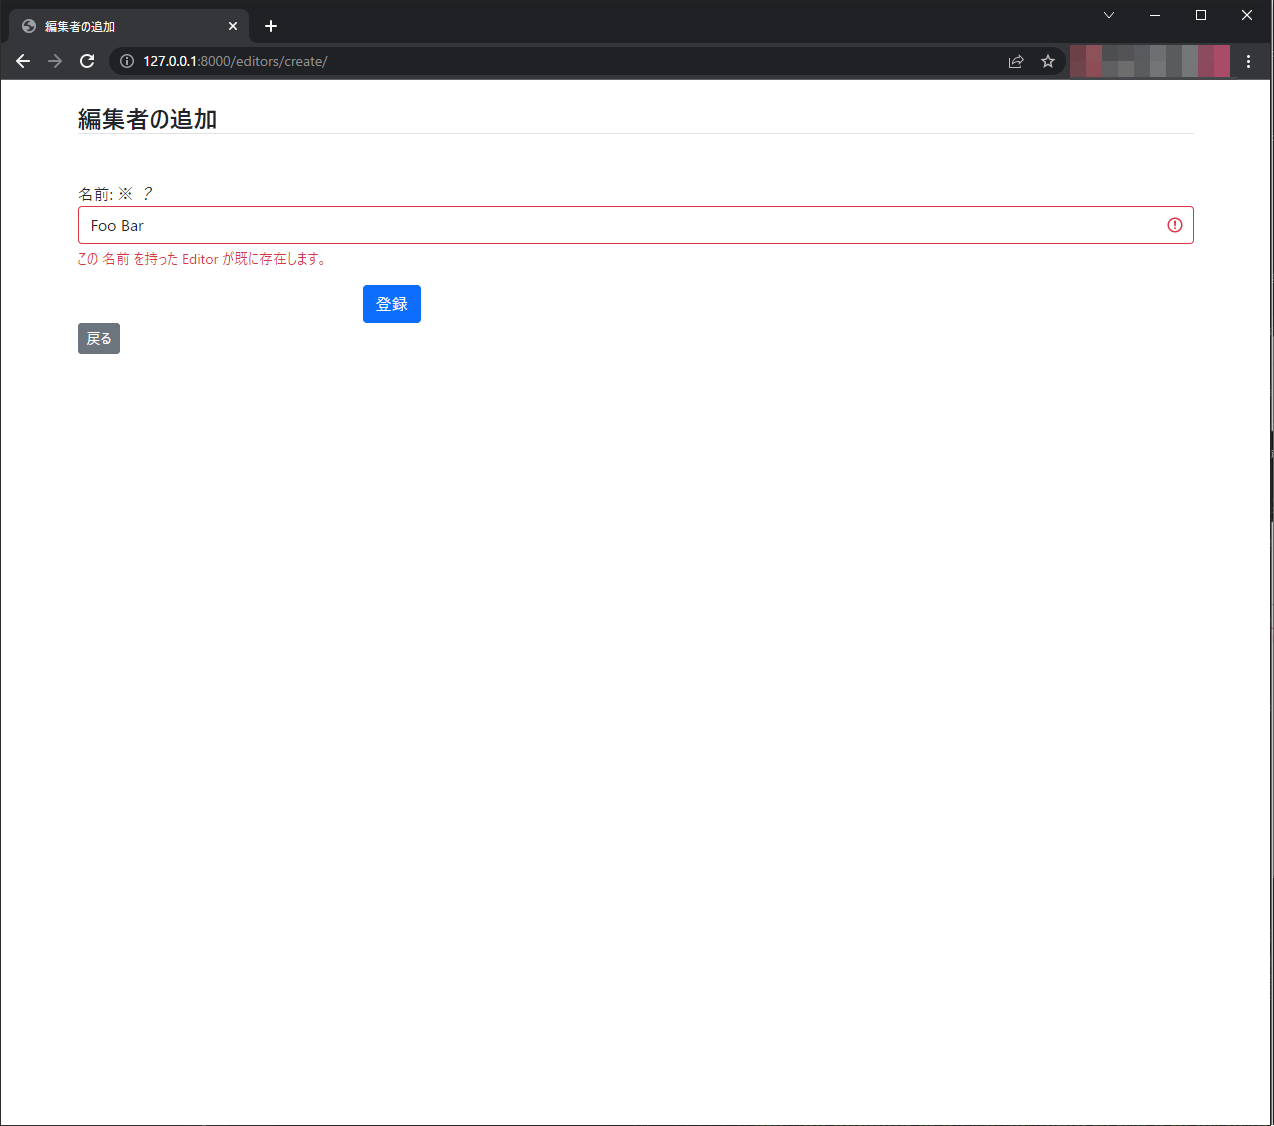 編集者の追加
127.0.0.1:8000/editors/create/
編集者の追加
名前: ※ ?
Foo Bar
この 名前 を持った Editor が既に存在します。
登録
戻る